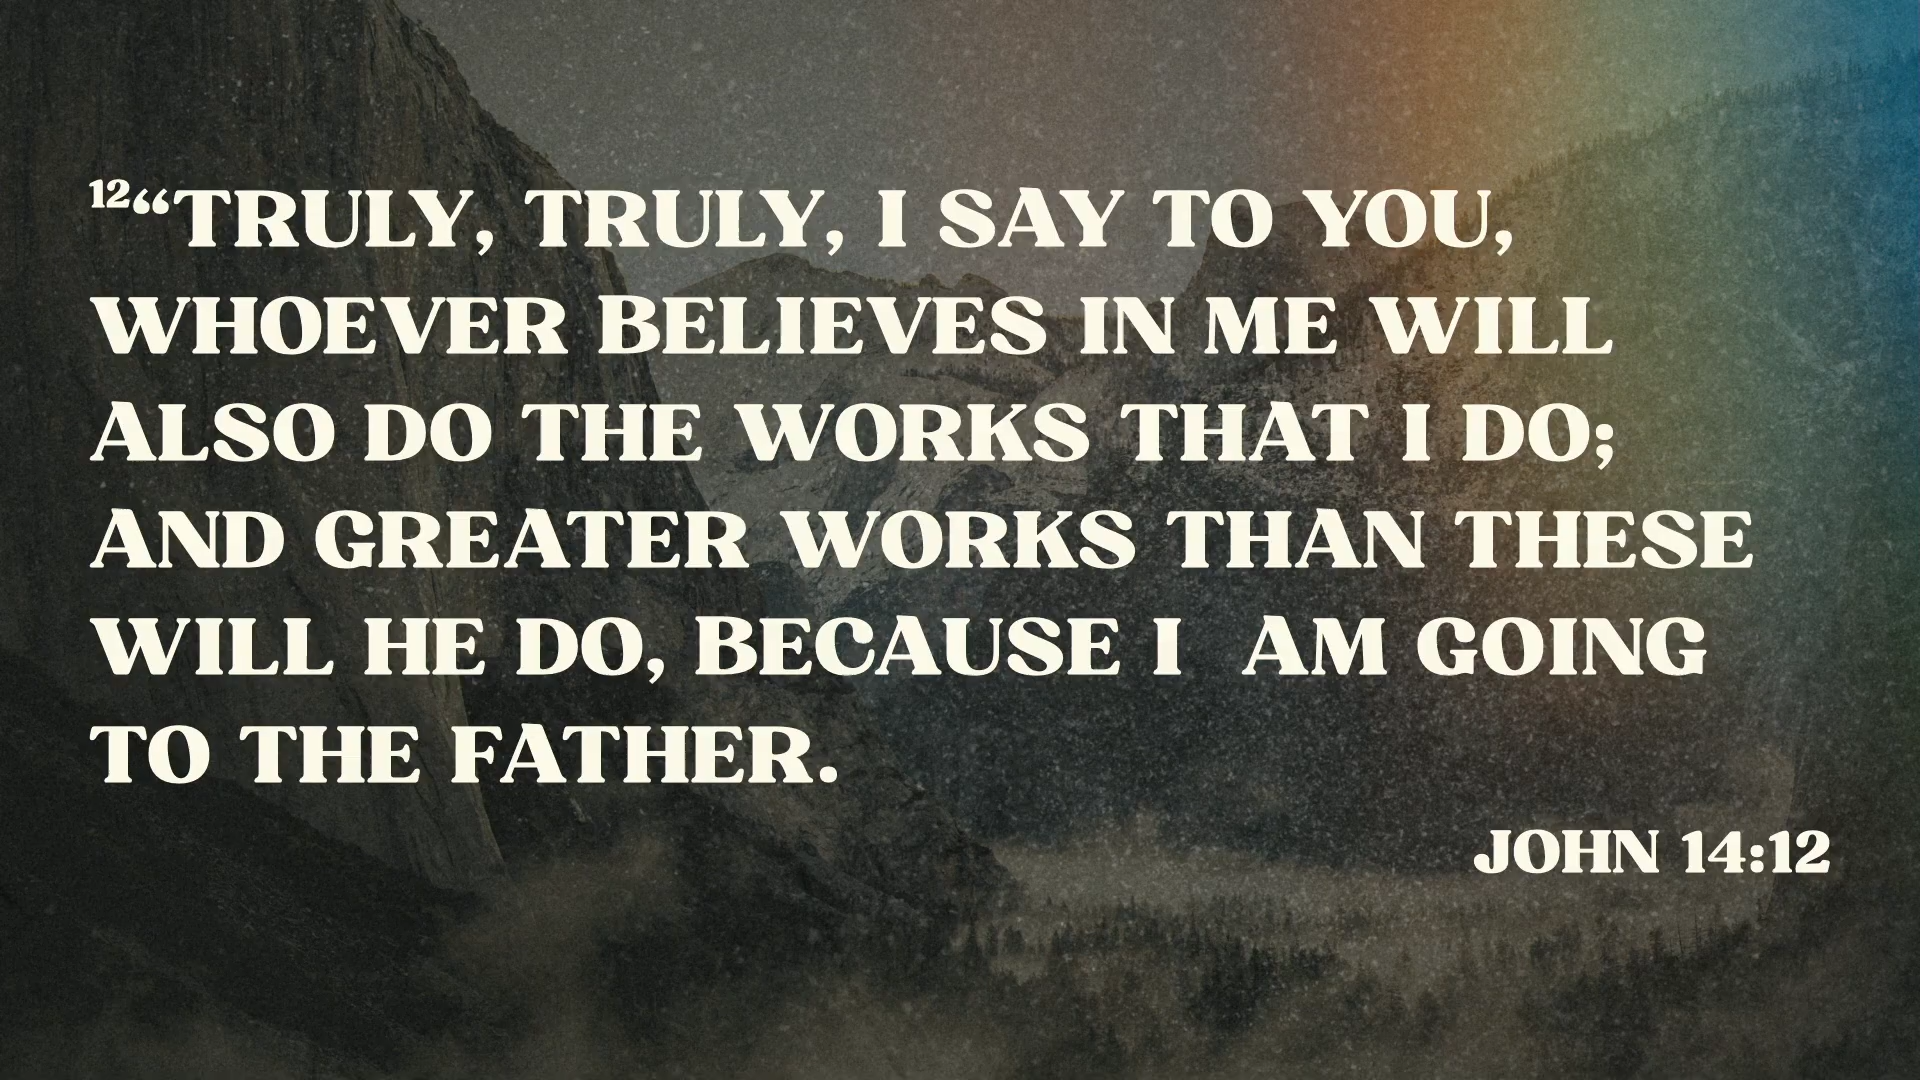 ¹²“TRULY, TRULY, I SAY TO YOU,
WHOEVER BELIEVES IN ME WILL
ALSO DO THE WORKS THAT I DO;
AND GREATER WORKS THAN THESE
WILL HE DO, BECAUSE I  AM GOING
TO THE FATHER.
JOHN 14:12